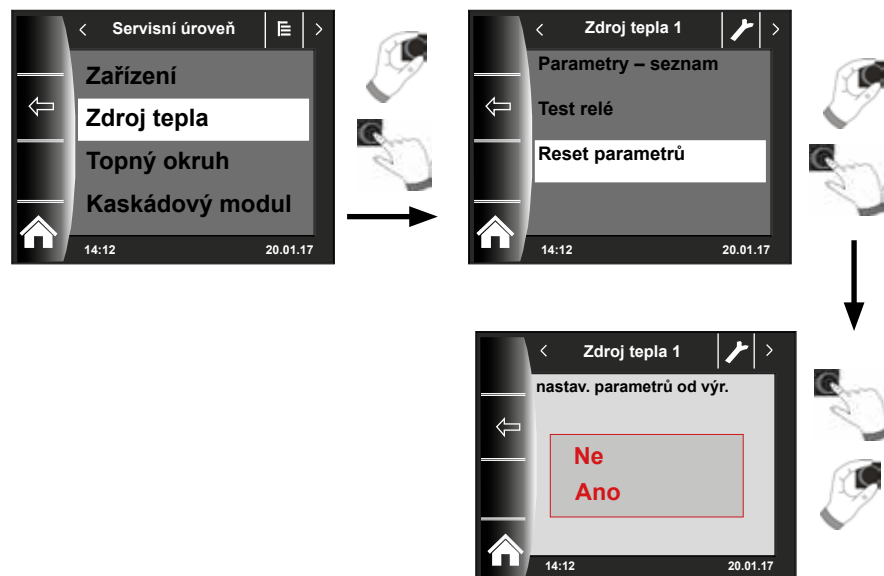 Servisní úroveň
Zařízení
Zdroj tepla
Topný okruh
Kaskádový modul
14:12 20.01.17
Zdroj tepla 1
Parametry – seznam
Test relé
Reset parametrů
14:12 20.01.17
Zdroj tepla 1
nastav. parametrů od výr.
Ne
Ano
14:12 20.01.17